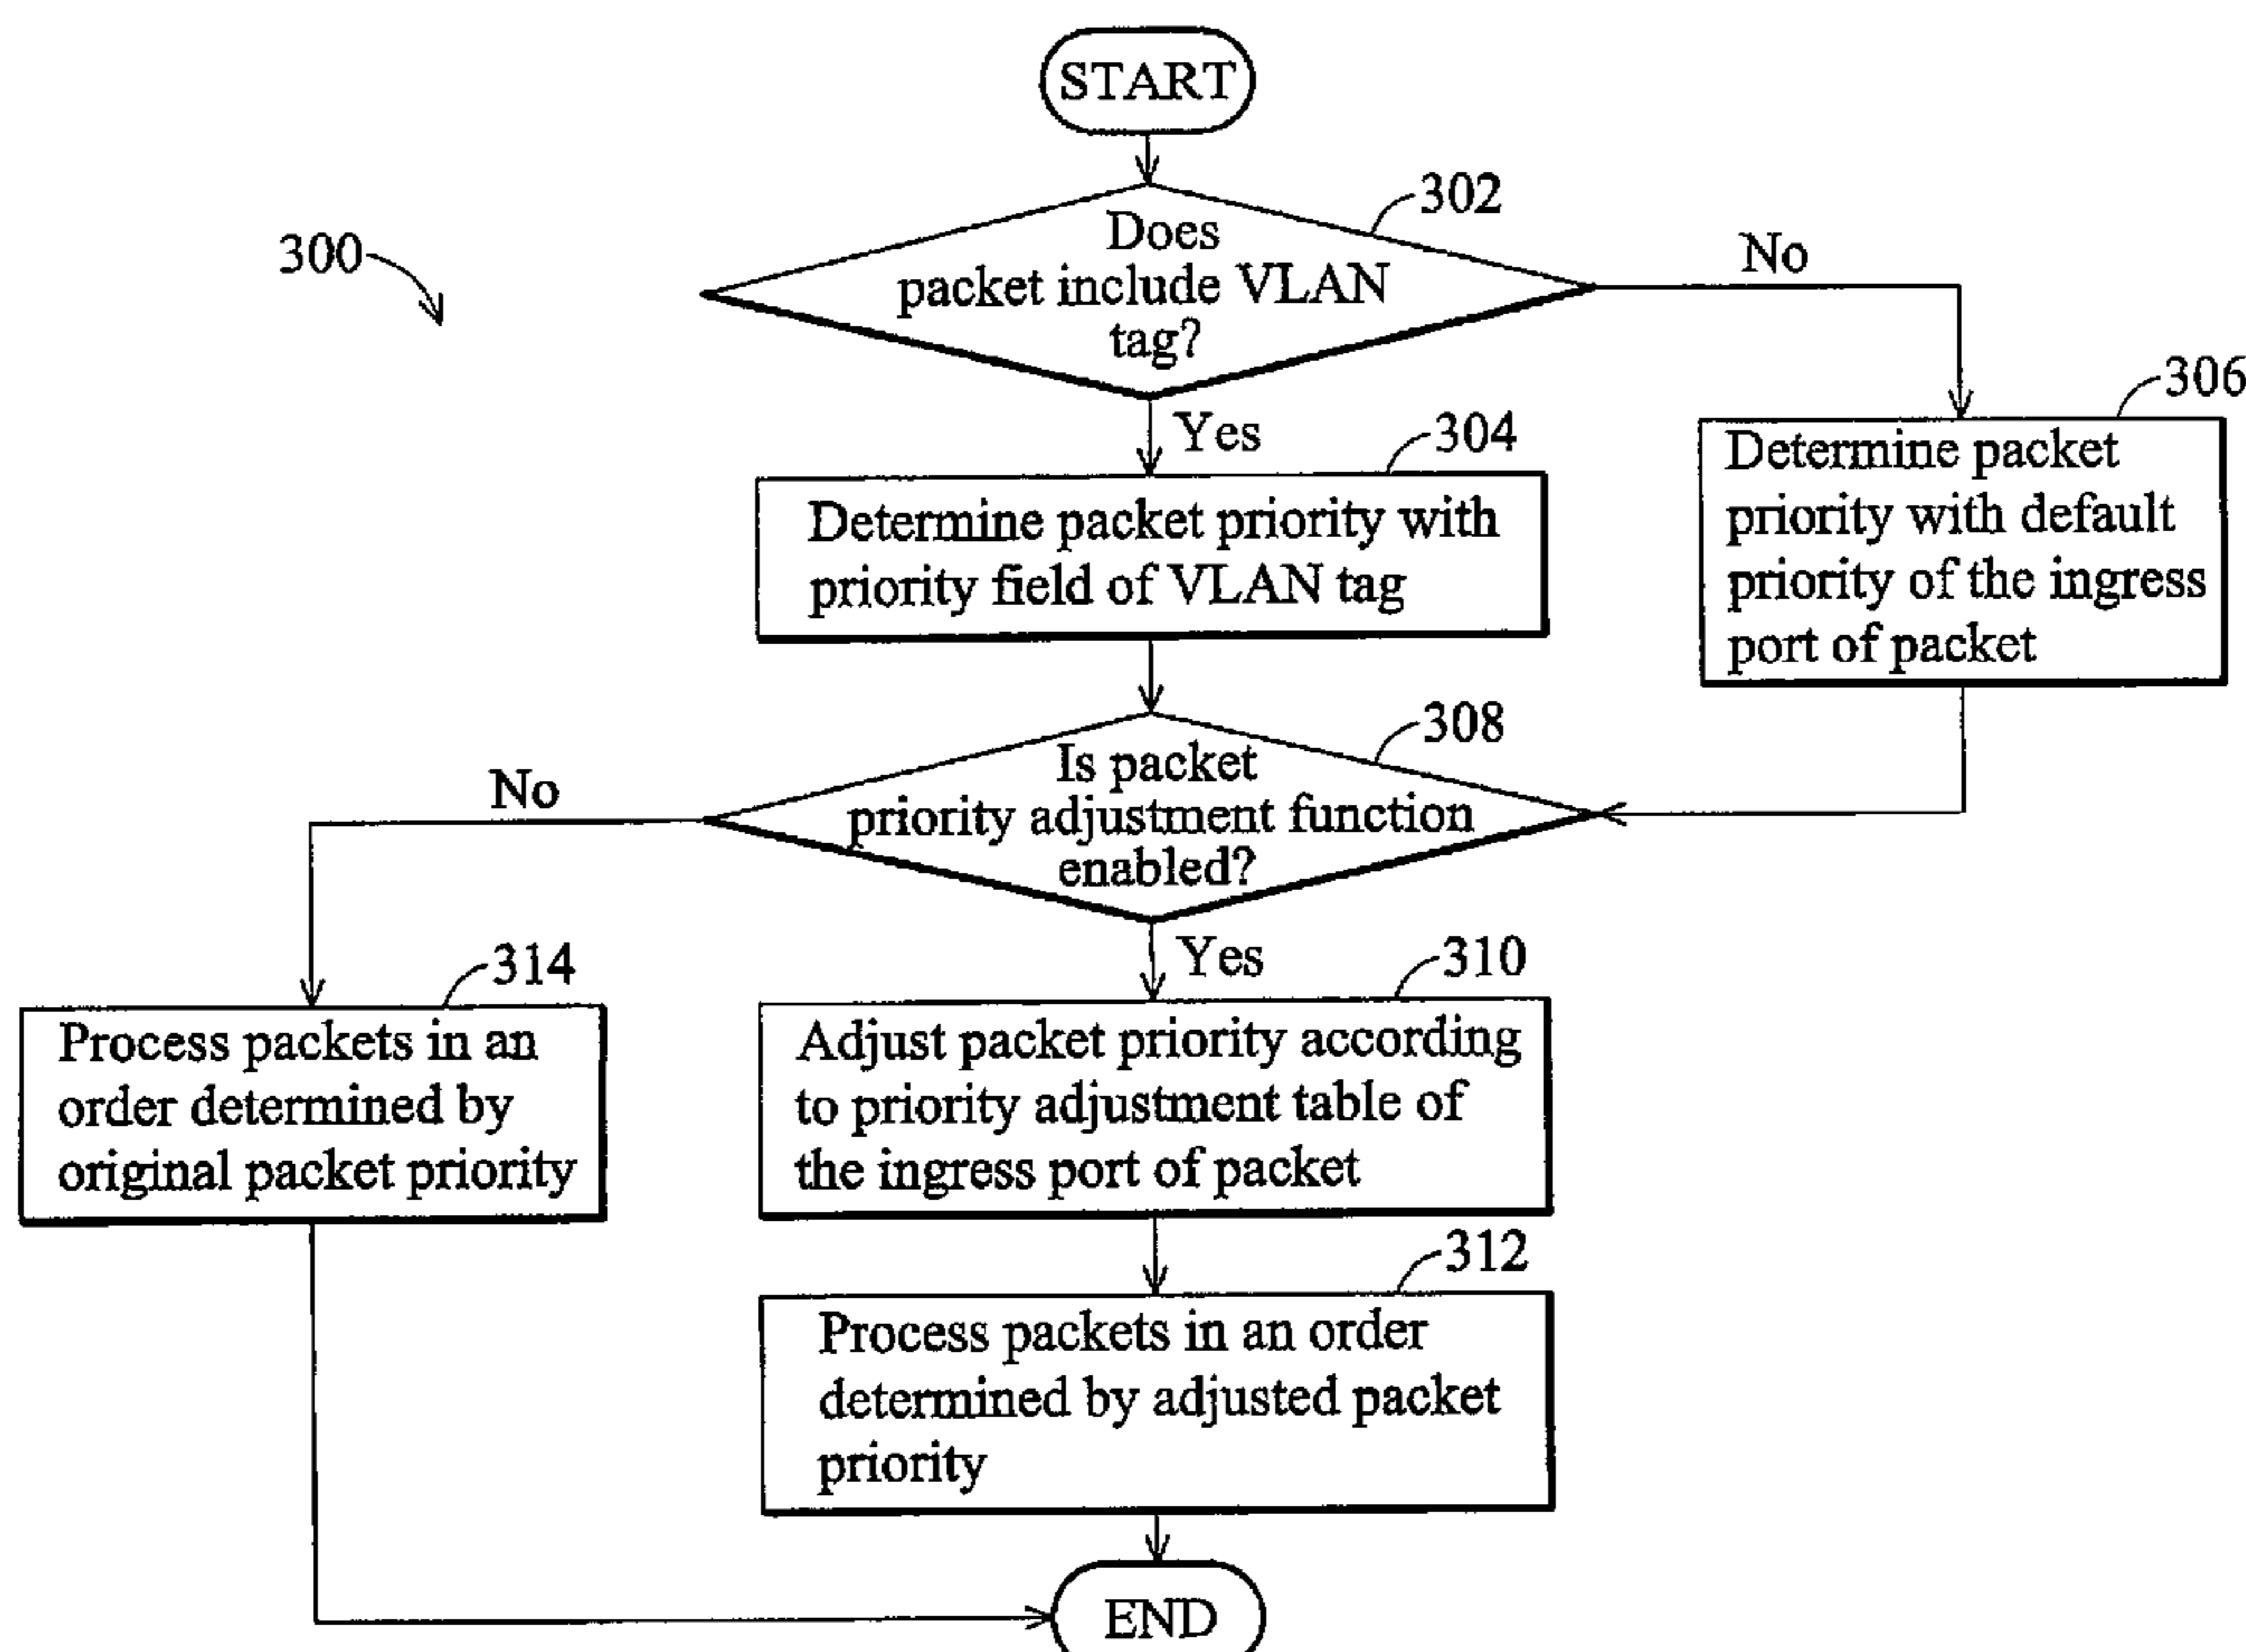 START
300
302
Does
packet include VLAN
tag?
No
Yes
304
306
Determine packet priority with
priority field of VLAN tag
Determine packet
priority with default
priority of the ingress
port of packet
308
Is packet
priority adjustment function
enabled?
No
Yes
314
310
Process packets in an
order determined by
original packet priority
Adjust packet priority according
to priority adjustment table of
the ingress port of packet
312
Process packets in an order
determined by adjusted packet
priority
END